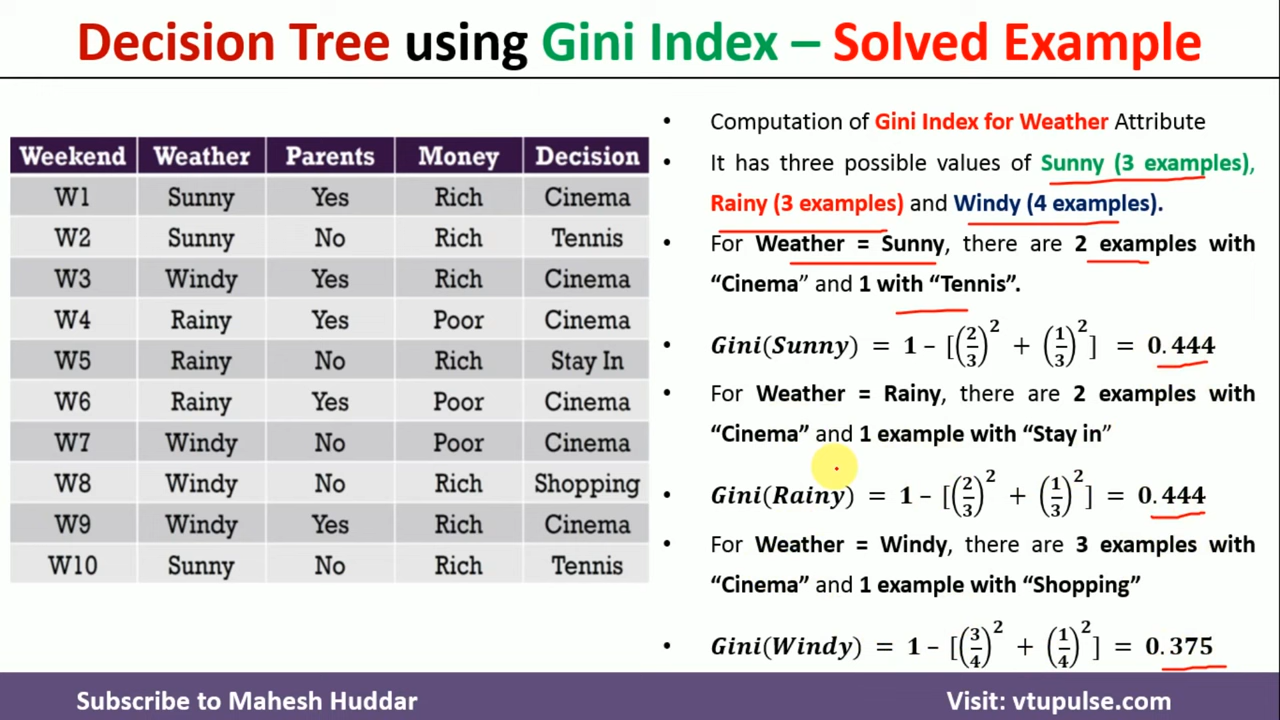 Decision Tree using Gini Index – Solved Example
Weekend Weather Parents Money Decision
W1 Sunny Yes Rich Cinema
W2 Sunny No Rich Tennis
W3 Windy Yes Rich Cinema
W4 Rainy Yes Poor Cinema
W5 Rainy No Rich Stay In
W6 Rainy Yes Poor Cinema
W7 Windy No Poor Cinema
W8 Windy No Rich Shopping
W9 Windy Yes Rich Cinema
W10 Sunny No Rich Tennis
• Computation of Gini Index for Weather Attribute
• It has three possible values of Sunny (3 examples),
Rainy (3 examples) and Windy (4 examples).
• For Weather = Sunny, there are 2 examples with
“Cinema” and 1 with “Tennis”.
• Gini(Sunny) = 1 – [(2/3)² + (1/3)²] = 0.444
• For Weather = Rainy, there are 2 examples with
“Cinema” and 1 example with “Stay in”
• Gini(Rainy) = 1 – [(2/3)² + (1/3)²] = 0.444
• For Weather = Windy, there are 3 examples with
“Cinema” and 1 example with “Shopping”
• Gini(Windy) = 1 – [(3/4)² + (1/4)²] = 0.375
Subscribe to Mahesh Huddar
Visit: vtupulse.com